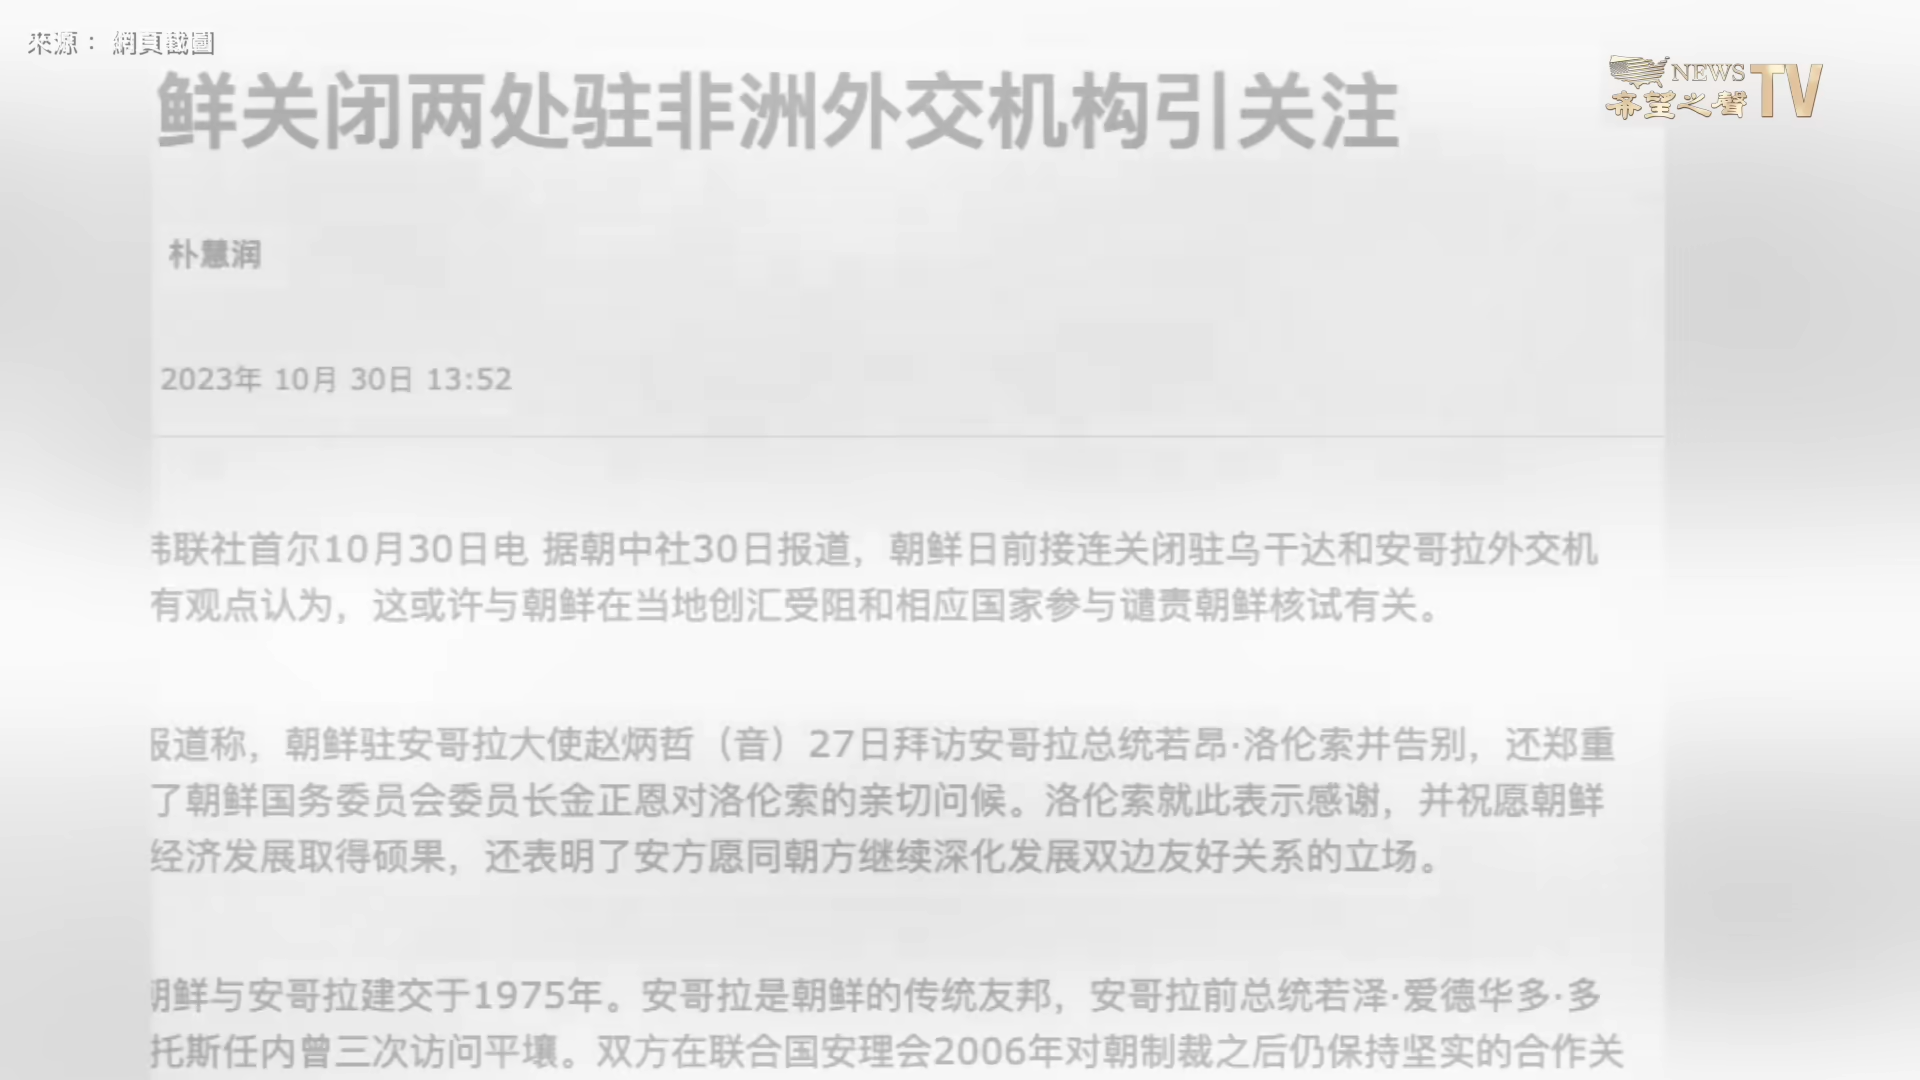 來源： 網頁截圖
NEWS
希望之聲TV
鲜关闭两处驻非洲外交机构引关注
朴慧润
2023年 10月 30日 13:52
韩联社首尔10月30日电 据朝中社30日报道，朝鲜日前接连关闭驻乌干达和安哥拉外交机
有观点认为，这或许与朝鲜在当地创汇受阻和相应国家参与谴责朝鲜核试有关。
报道称，朝鲜驻安哥拉大使赵炳哲（音）27日拜访安哥拉总统若昂·洛伦索并告别，还郑重
了朝鲜国务委员会委员长金正恩对洛伦索的亲切问候。洛伦索就此表示感谢，并祝愿朝鲜
经济发展取得硕果，还表明了安方愿同朝方继续深化发展双边友好关系的立场。
朝鲜与安哥拉建交于1975年。安哥拉是朝鲜的传统友邦，安哥拉前总统若泽·爱德华多·多
托斯任内曾三次访问平壤。双方在联合国安理会2006年对朝制裁之后仍保持坚实的合作关